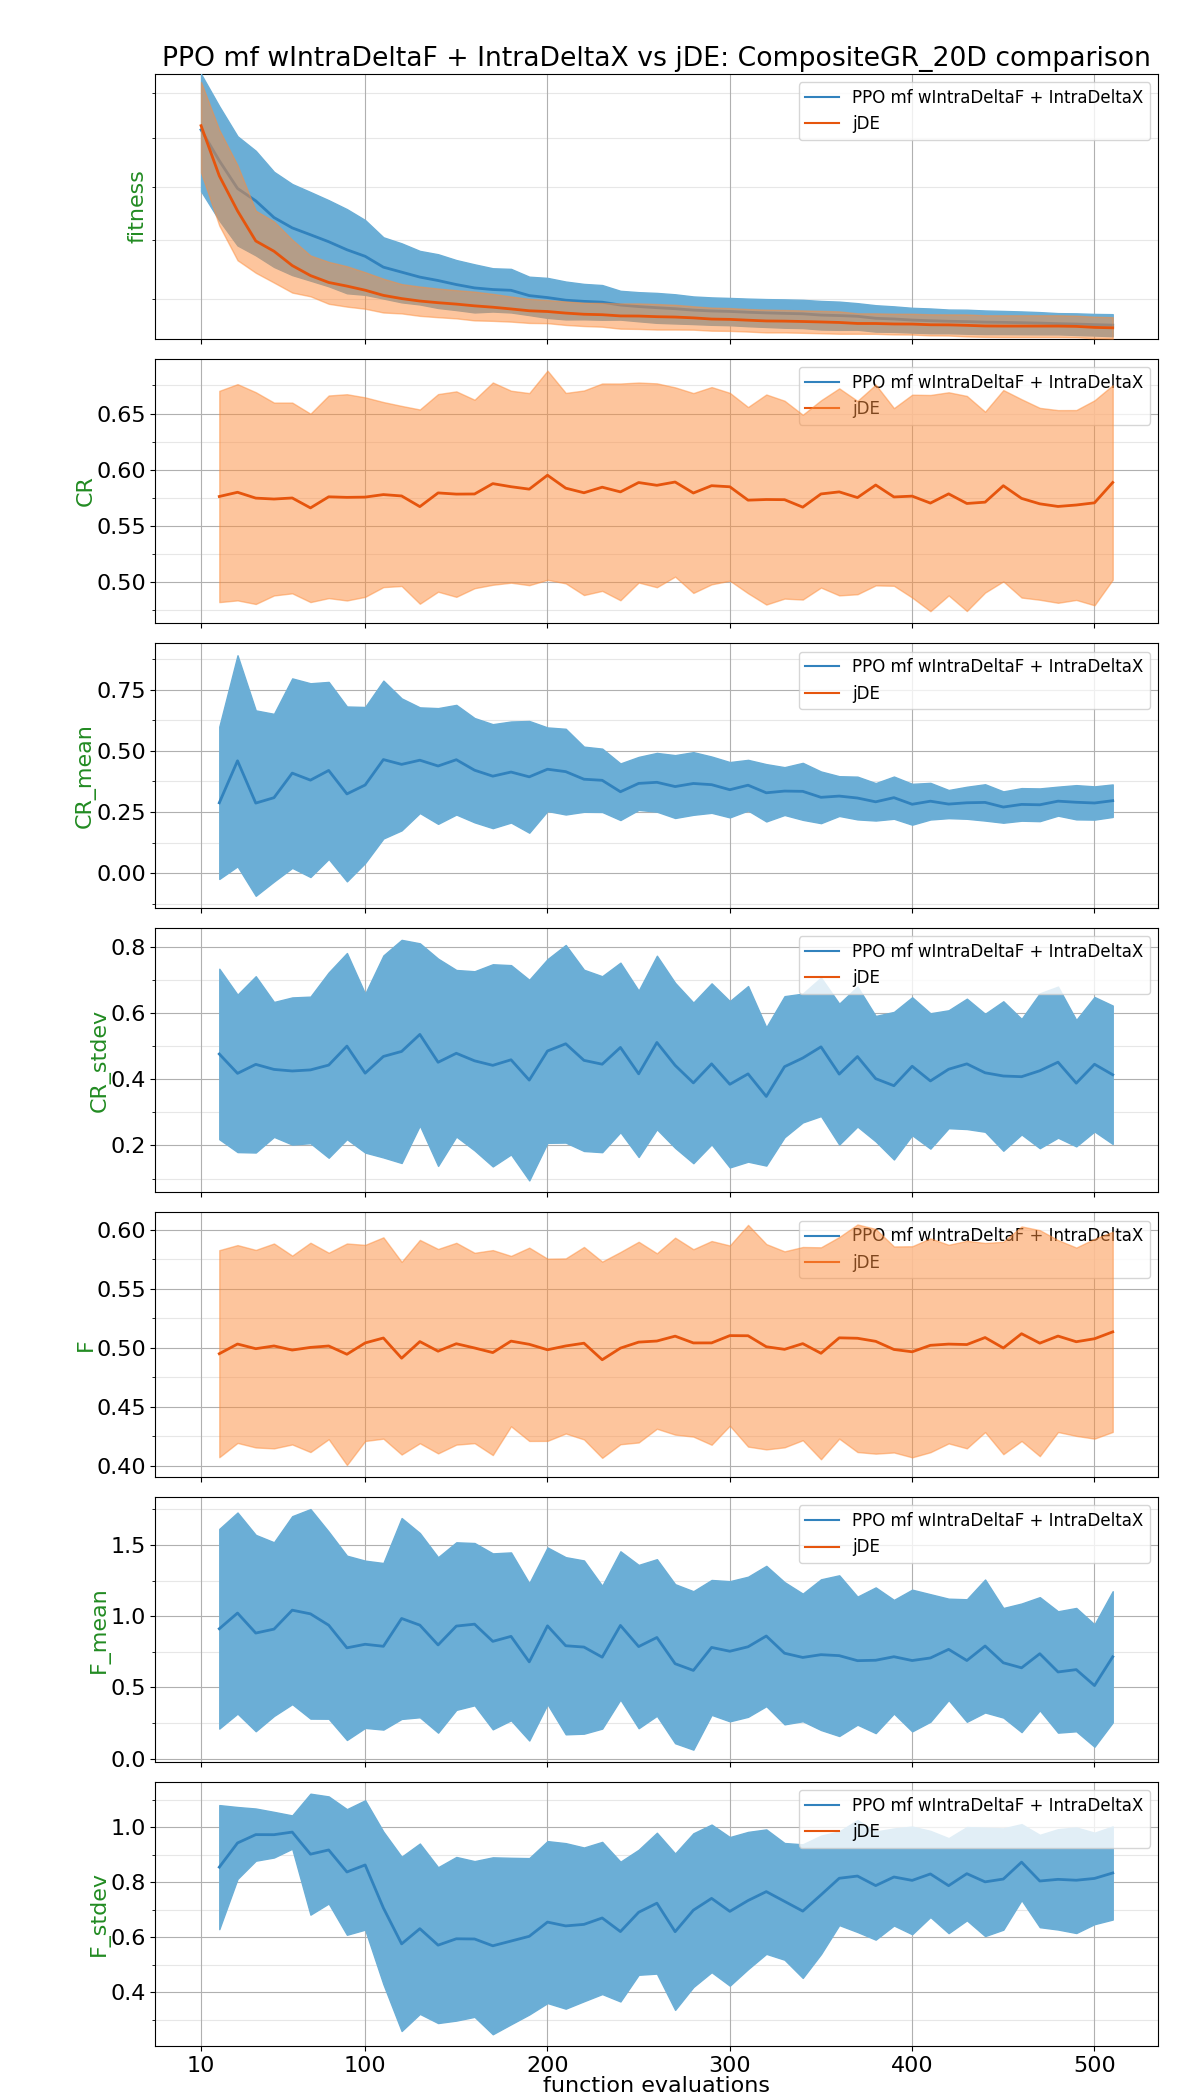 PPO mf wIntraDeltaF + IntraDeltaX vs jDE: CompositeGR_20D comparison
fitness
PPO mf wIntraDeltaF + IntraDeltaX
jDE
CR
0.65
0.60
0.55
0.50
PPO mf wIntraDeltaF + IntraDeltaX
jDE
CR_mean
0.75
0.50
0.25
0.00
PPO mf wIntraDeltaF + IntraDeltaX
jDE
CR_stdev
0.8
0.6
0.4
0.2
PPO mf wIntraDeltaF + IntraDeltaX
jDE
F
0.60
0.55
0.50
0.45
0.40
PPO mf wIntraDeltaF + IntraDeltaX
jDE
F_mean
1.5
1.0
0.5
0.0
PPO mf wIntraDeltaF + IntraDeltaX
jDE
F_stdev
1.0
0.8
0.6
0.4
PPO mf wIntraDeltaF + IntraDeltaX
jDE
10 100 200 300 400 500
function evaluations